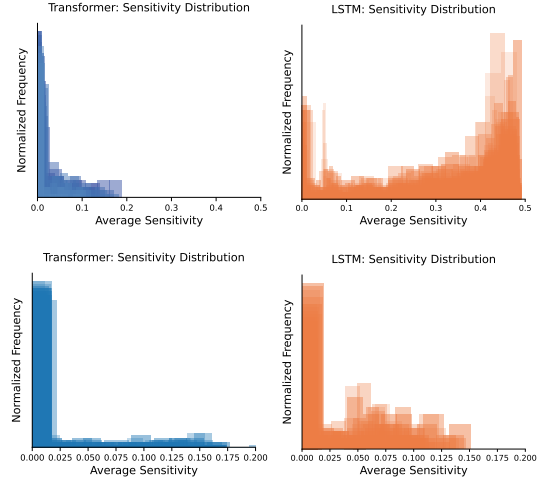 Transformer: Sensitivity Distribution
Normalized Frequency
0.0 0.1 0.2 0.3 0.4 0.5
Average Sensitivity
LSTM: Sensitivity Distribution
Normalized Frequency
0.0 0.1 0.2 0.3 0.4 0.5
Average Sensitivity
Transformer: Sensitivity Distribution
Normalized Frequency
0.000 0.025 0.050 0.075 0.100 0.125 0.150 0.175 0.200
Average Sensitivity
LSTM: Sensitivity Distribution
Normalized Frequency
0.000 0.025 0.050 0.075 0.100 0.125 0.150 0.175 0.200
Average Sensitivity